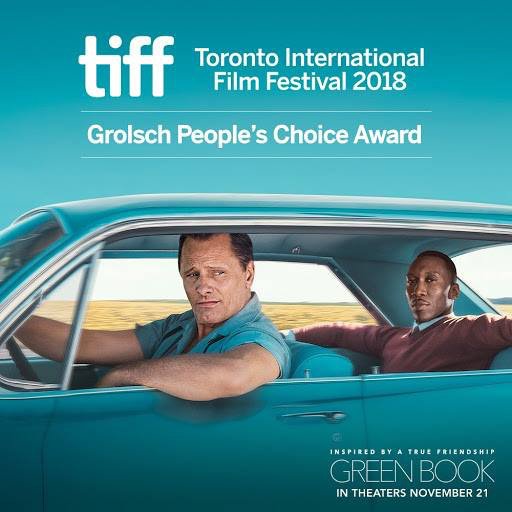 tiff
Toronto International
Film Festival 2018
Grolsch People's Choice Award
INSPIRED BY A TRUE FRIENDSHIP
GREEN BOOK
IN THEATERS NOVEMBER 21